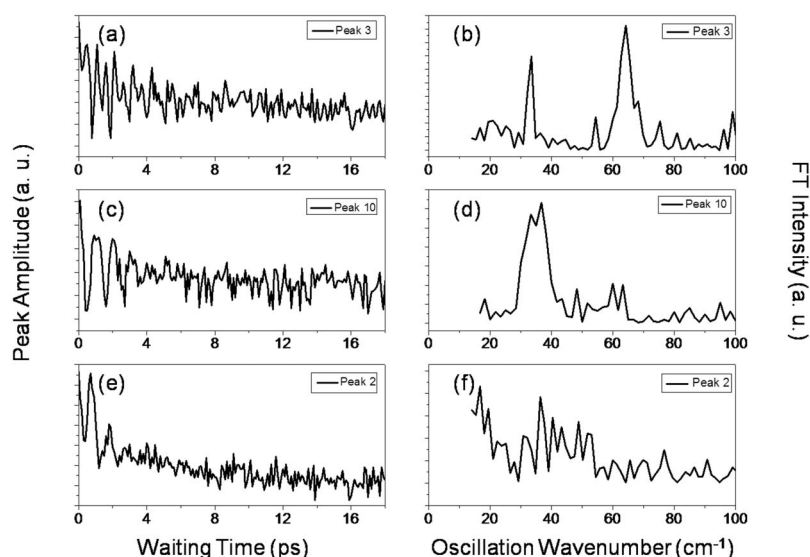 (a)
Peak 3
0 4 8 12 16
(b)
Peak 3
0 20 40 60 80 100
(c)
Peak 10
0 4 8 12 16
(d)
Peak 10
0 20 40 60 80 100
(e)
Peak 2
0 4 8 12 16
(f)
Peak 2
0 20 40 60 80 100
Peak Amplitude (a. u.)
FT Intensity (a. u.)
Waiting Time (ps)
Oscillation Wavenumber (cm⁻¹)